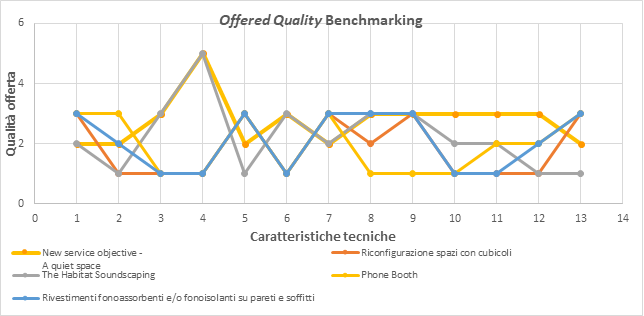 Offered Quality Benchmarking
6
4
2
0
Qualità offerta
0 1 2 3 4 5 6 7 8 9 10 11 12 13 14
Caratteristiche tecniche
New service objective -
A quiet space
Riconfigurazione spazi con cubicoli
The Habitat Soundscaping
Phone Booth
Rivestimenti fonoassorbenti e/o fonoisolanti su pareti e soffitti